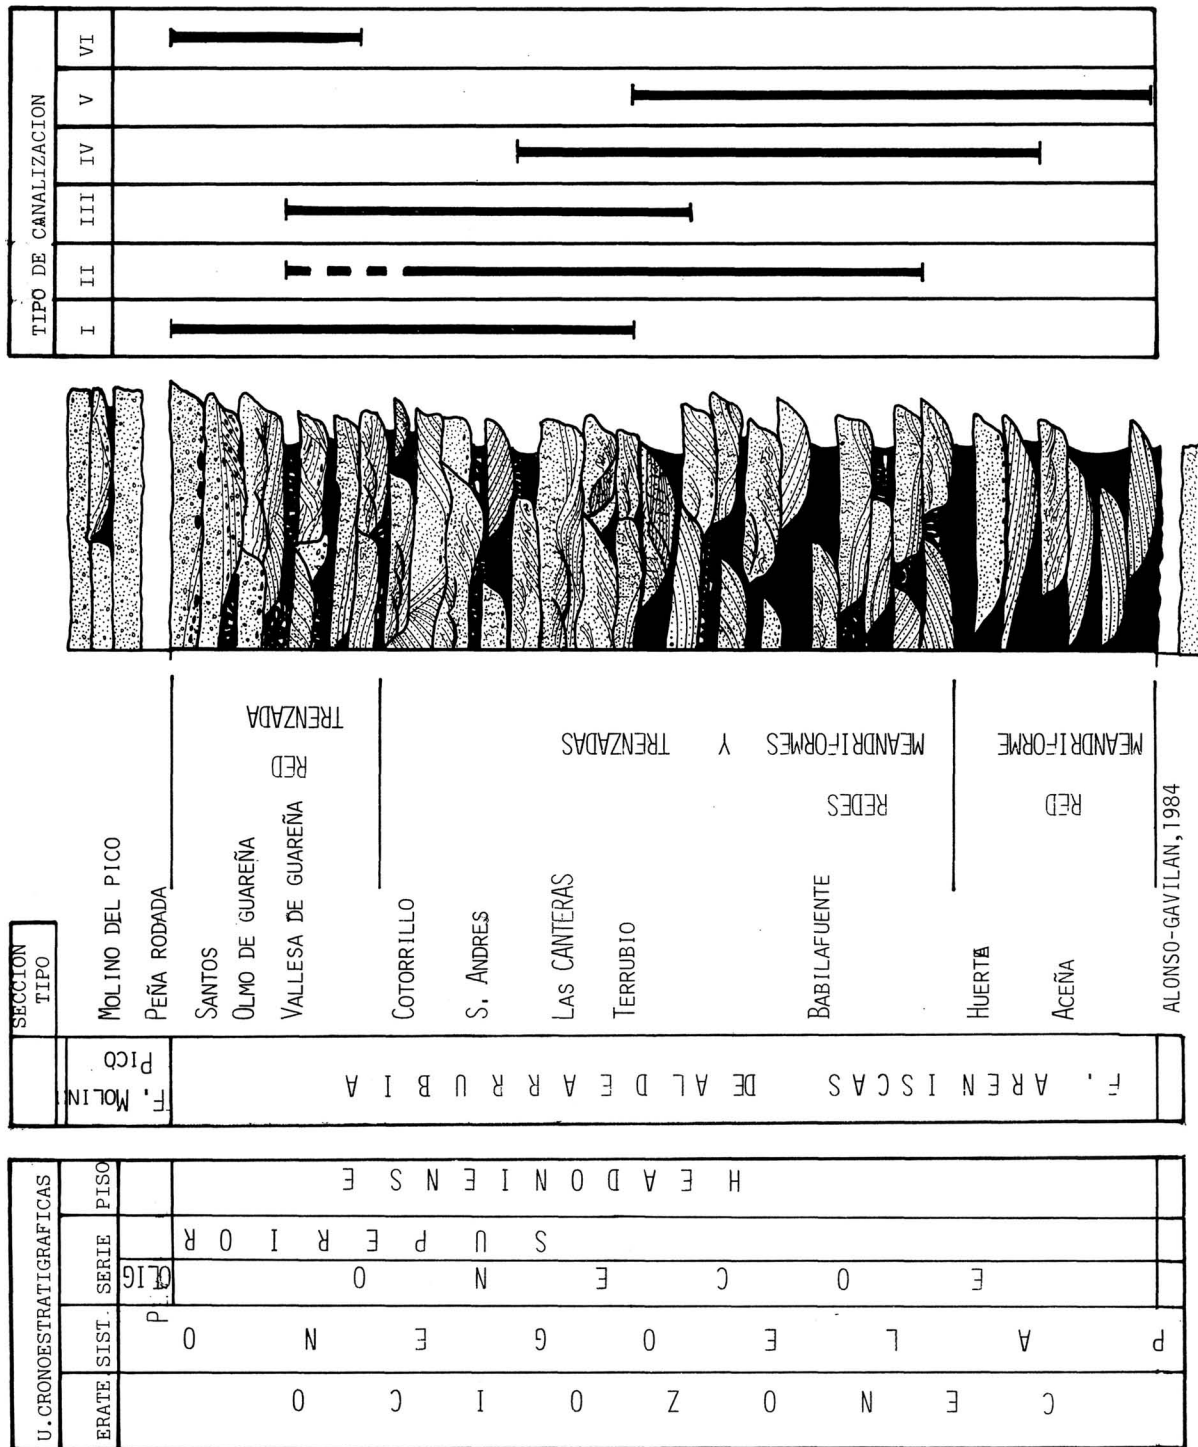 TIPO DE CANALIZACION
VI
V
IV
III
II
I
SECCION
TIPO
MOLINO DEL PICO
PEÑA RODADA
SANTOS
OLMO DE GUAREÑA
VALLESA DE GUAREÑA
COTORRILLO
S. ANDRES
LAS CANTERAS
TERRUBIO
BABILAFUENTE
HUERTA
ACEÑA
RED
TRENZADA
REDES
MEANDRIFORMES Y TRENZADAS
RED
MEANDRIFORME
ALONSO-GAVILAN, 1984
F. MOLIN
PICO
F. ARENISCAS DE ALDEARRUBIA
U.CRONOESTRATIGRAFICAS
PISO
HEADONIENSE
SERIE
SUPERIOR
OLIG
EOCENO
SIST.
P.
PALEOGENO
ERATE.
CENOZOICO